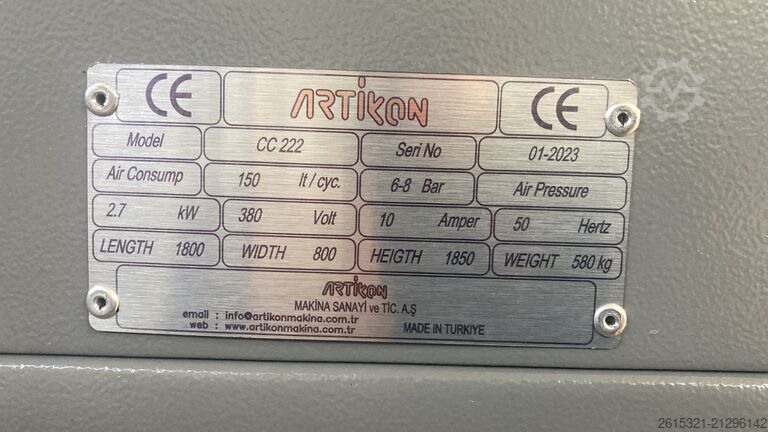 CE ARTIKON CE
Model CC 222 Seri No 01-2023
Air Consump 150 lt / cyc. 6-8 Bar Air Pressure
2.7 kW 380 Volt 10 Amper 50 Hertz
LENGTH 1800 WIDTH 800 HEIGTH 1850 WEIGHT 580 kg
ARTIKON
MAKİNA SANAYİ ve TİC. A.Ş
email : info@artikonmakina.com.tr
web : www.artikonmakina.com.tr MADE IN TURKIYE
2615321-21296142